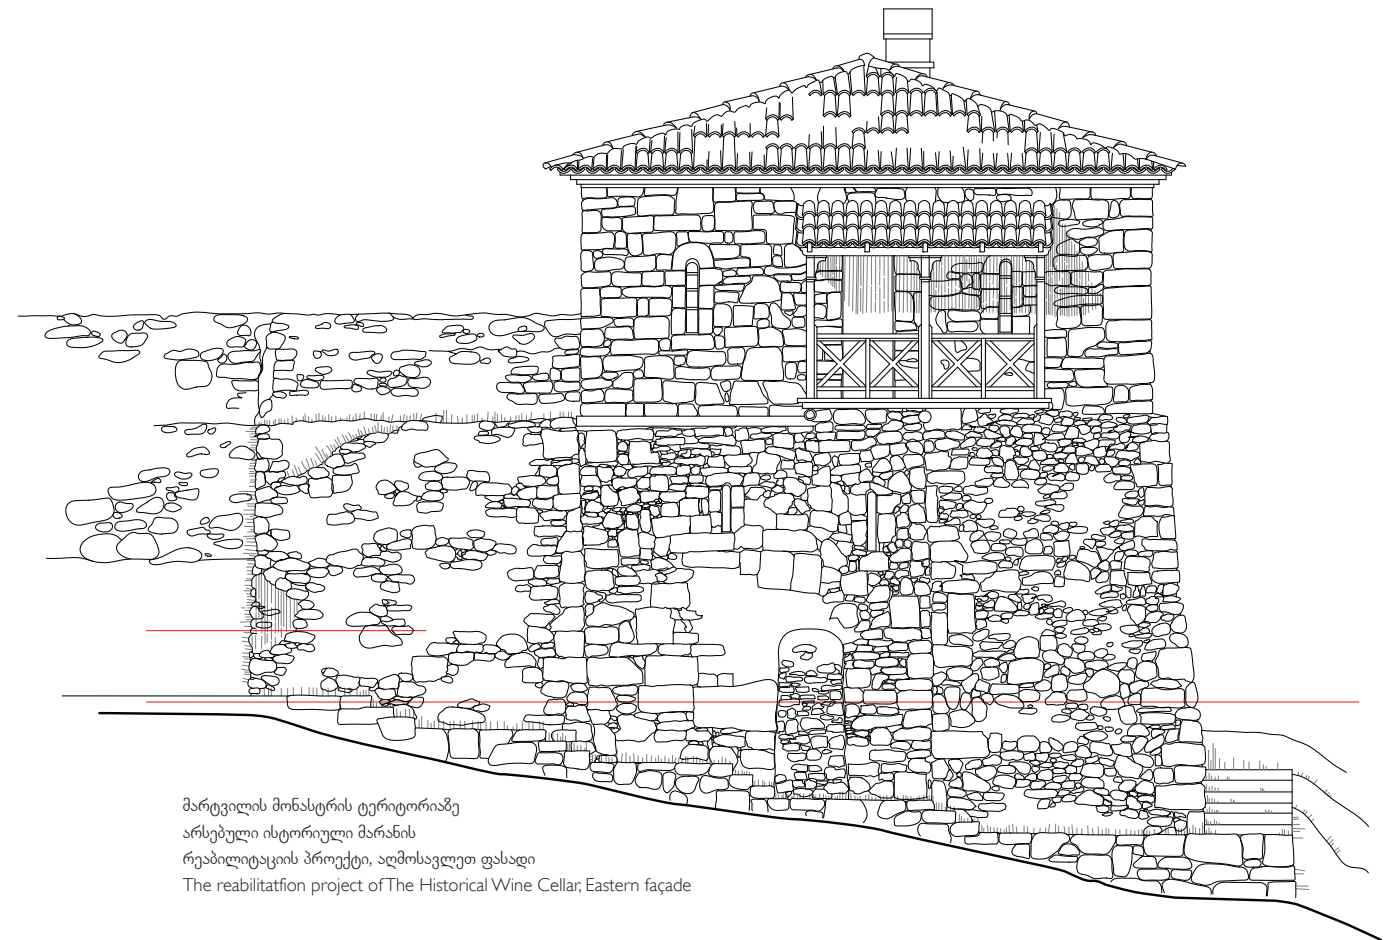 მარტვილის მონასტრის ტერიტორიაზე
არსებული ისტორიული მარანის
რეაბილიტაციის პროექტი, აღმოსავლეთ ფასადი
The reabilitatfion project of The Historical Wine Cellar, Eastern façade